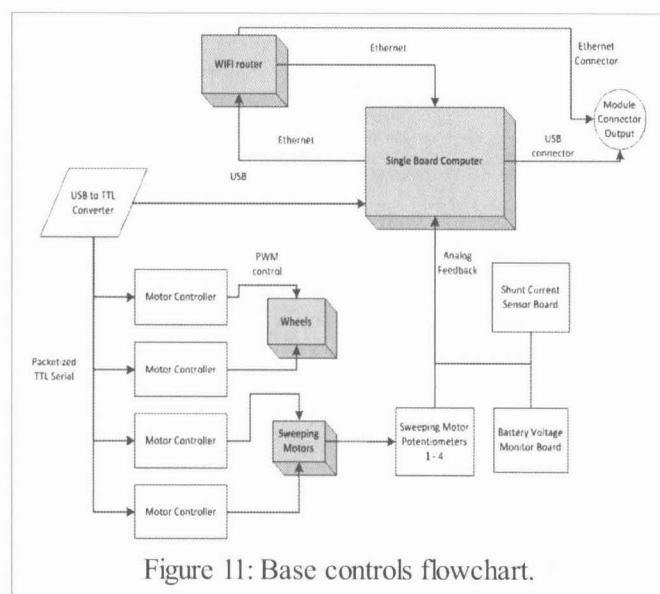 Ethernet
Ethernet
Connector
WIFI router
Module
Connector
Output
Ethernet
Single Board Computer
USB
connector
USB
USB to TTL
Converter
PWM
control
Analog
Feedback
Motor Controller
Shunt Current
Sensor Board
Wheels
Packetized
TTL Serial
Motor Controller
Motor Controller
Sweeping
Motors
Sweeping Motor
Potentiometers
1 - 4
Battery Voltage
Monitor Board
Motor Controller
Figure 11: Base controls flowchart.